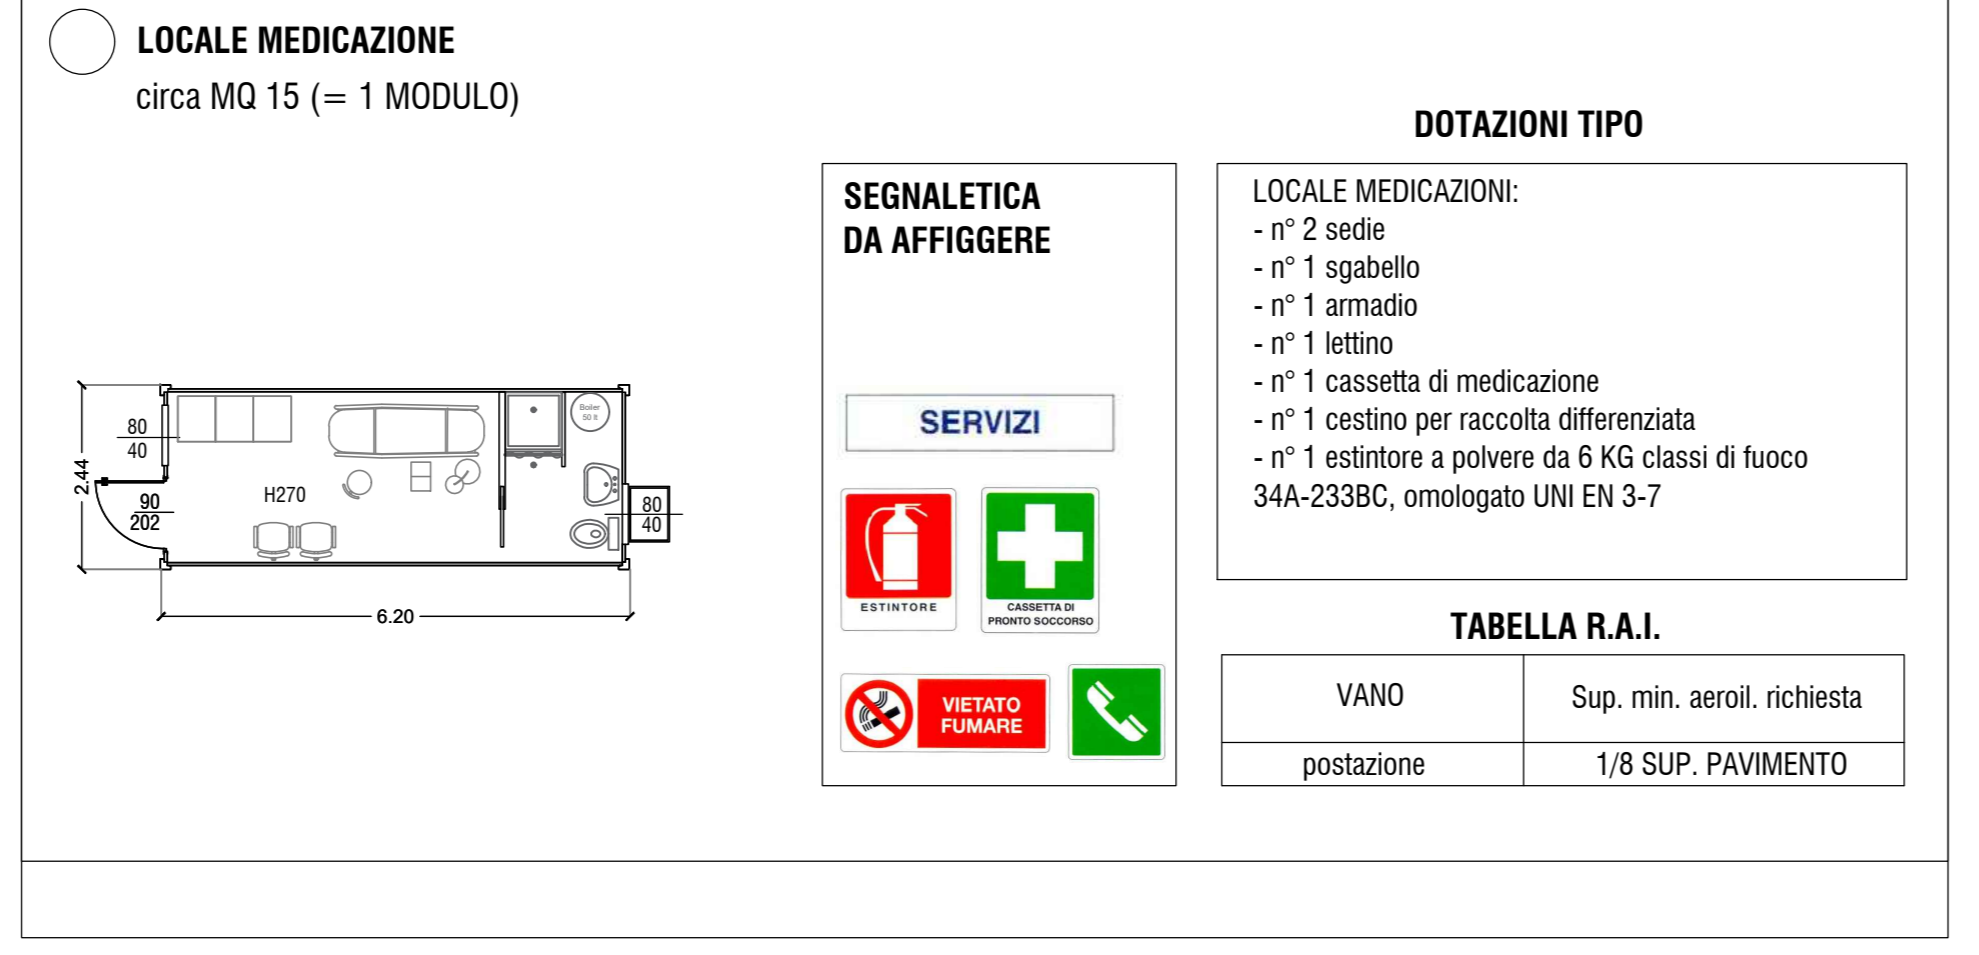 LOCALE MEDICAZIONE
circa MQ 15 (= 1 MODULO)
80
40
2.44
90
202
H270
Boiler
50 lt
80
40
6.20
SEGNALETICA
DA AFFIGGERE
SERVIZI
ESTINTORE
CASSETTA DI
PRONTO SOCCORSO
VIETATO
FUMARE
DOTAZIONI TIPO
LOCALE MEDICAZIONI:
- n° 2 sedie
- n° 1 sgabello
- n° 1 armadio
- n° 1 lettino
- n° 1 cassetta di medicazione
- n° 1 cestino per raccolta differenziata
- n° 1 estintore a polvere da 6 KG classi di fuoco
34A-233BC, omologato UNI EN 3-7
TABELLA R.A.I.
VANO
Sup. min. aeroil. richiesta
postazione
1/8 SUP. PAVIMENTO